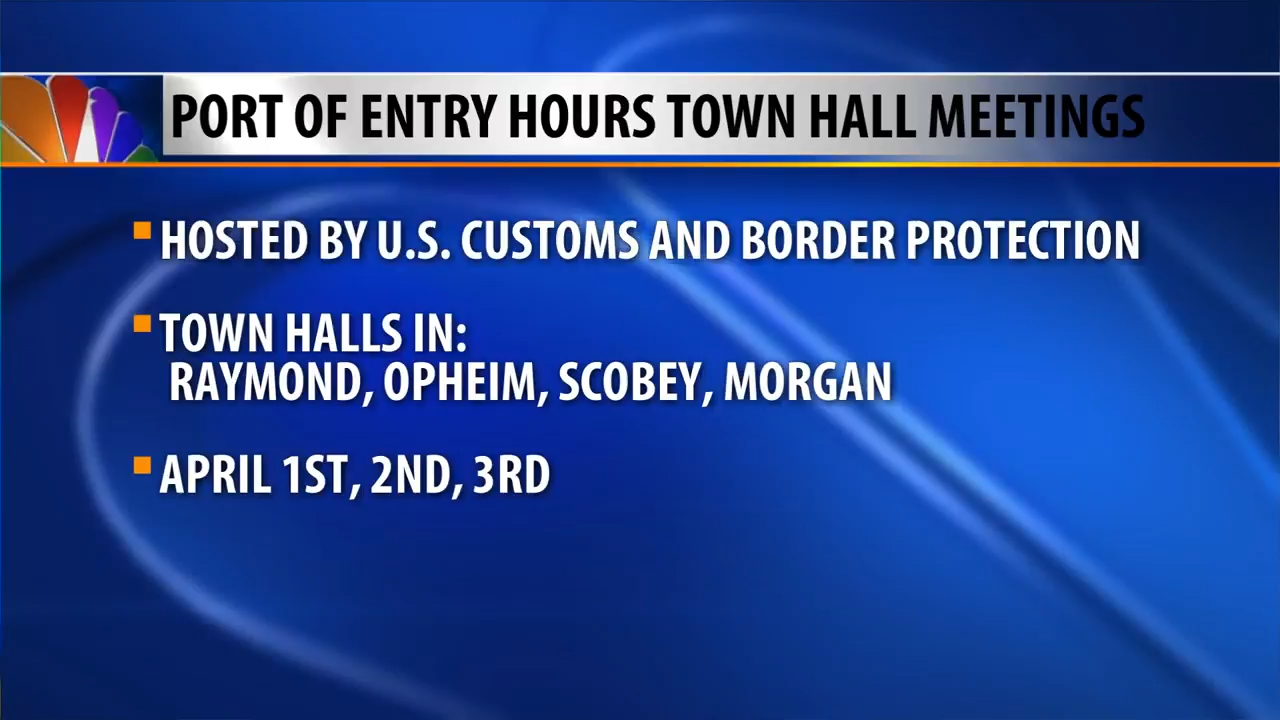 PORT OF ENTRY HOURS TOWN HALL MEETINGS
HOSTED BY U.S. CUSTOMS AND BORDER PROTECTION
TOWN HALLS IN:
RAYMOND, OPHEIM, SCOBEY, MORGAN
APRIL 1ST, 2ND, 3RD